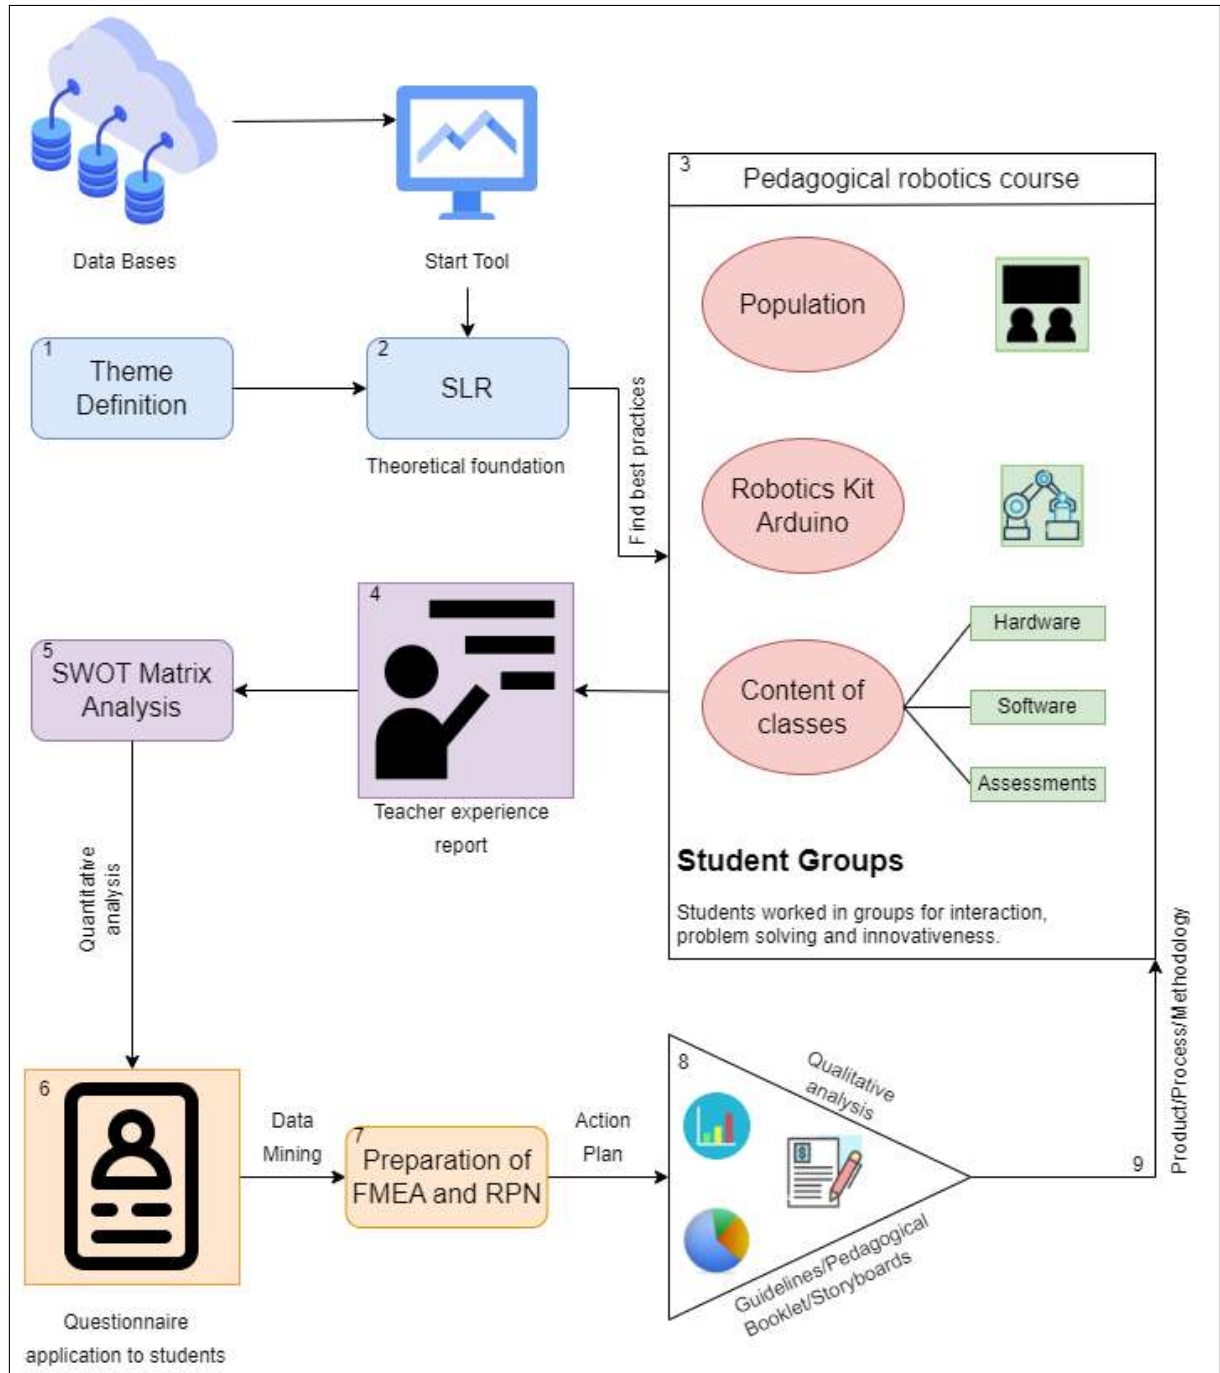 Data Bases
Start Tool
1
Theme
Definition
2
SLR
Theoretical foundation
Find best practices
3
Pedagogical robotics course
Population
Robotics Kit
Arduino
Content of
classes
Hardware
Software
Assessments
Student Groups
Students worked in groups for interaction,
problem solving and innovativeness.
4
Teacher experience
report
5
SWOT Matrix
Analysis
Quantitative
analysis
6
Questionnaire
application to students
Data
Mining
7
Preparation of
FMEA and RPN
Action
Plan
8
Qualitative
analysis
Guidelines/Pedagogical
Booklet/Storyboards
9
Product/Process/Methodology